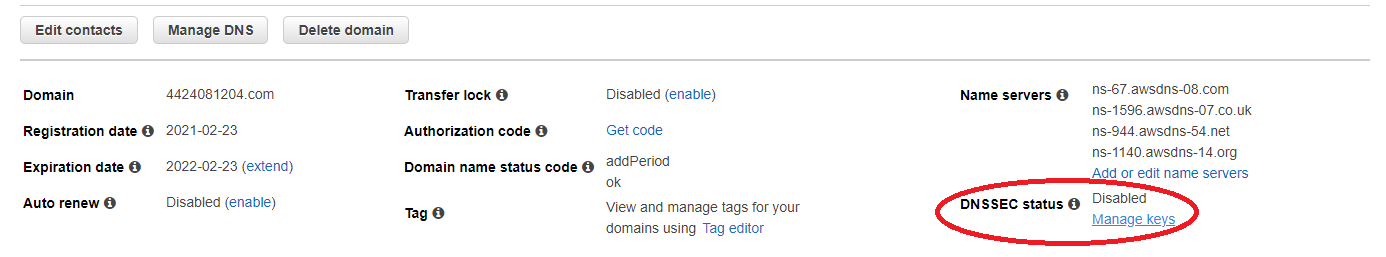 Edit contacts
Manage DNS
Delete domain
Domain 4424081204.com
Registration date 2021-02-23
Expiration date 2022-02-23 (extend)
Auto renew Disabled (enable)
Transfer lock Disabled (enable)
Authorization code Get code
Domain name status code addPeriod
ok
Tag View and manage tags for your
domains using Tag editor
Name servers ns-67.awsdns-08.com
ns-1596.awsdns-07.co.uk
ns-944.awsdns-54.net
ns-1140.awsdns-14.org
Add or edit name servers
DNSSEC status Disabled
Manage keys